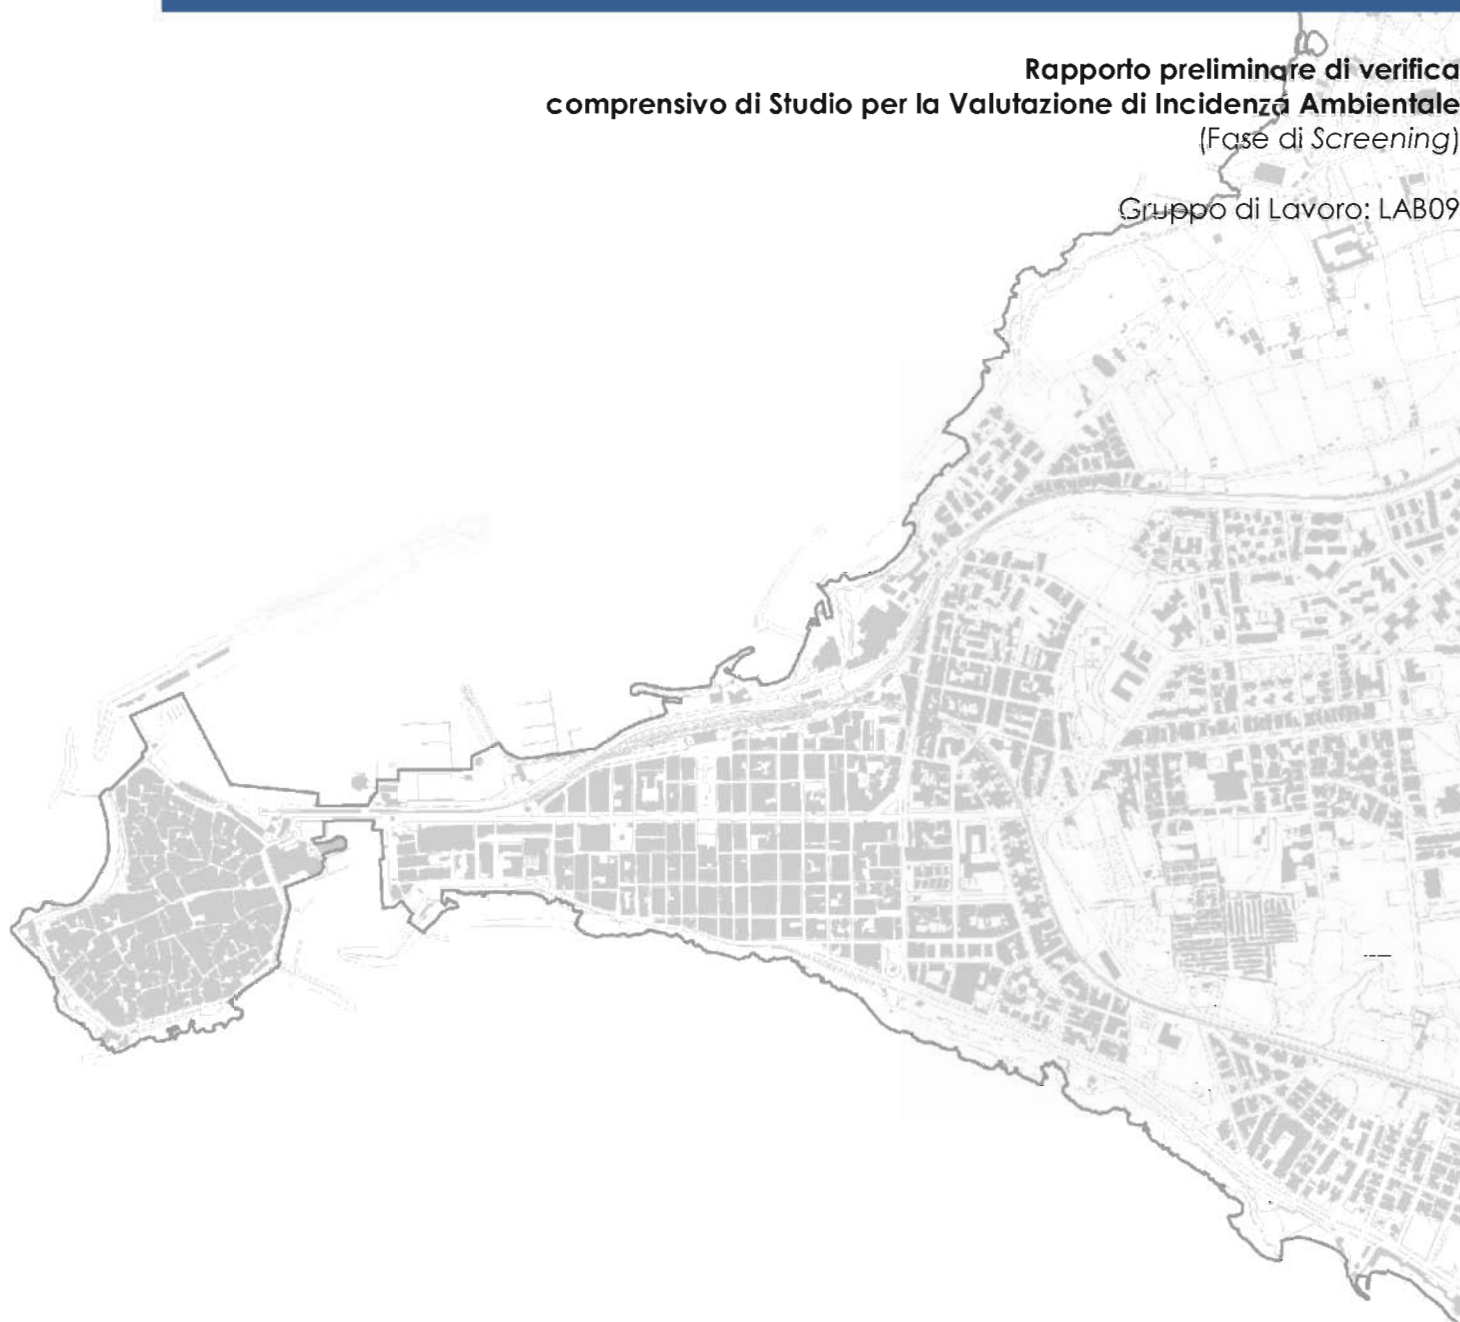 Rapporto preliminare di verifica
comprensivo di Studio per la Valutazione di Incidenza Ambientale
(Fase di Screening)
Gruppo di Lavoro: LAB09